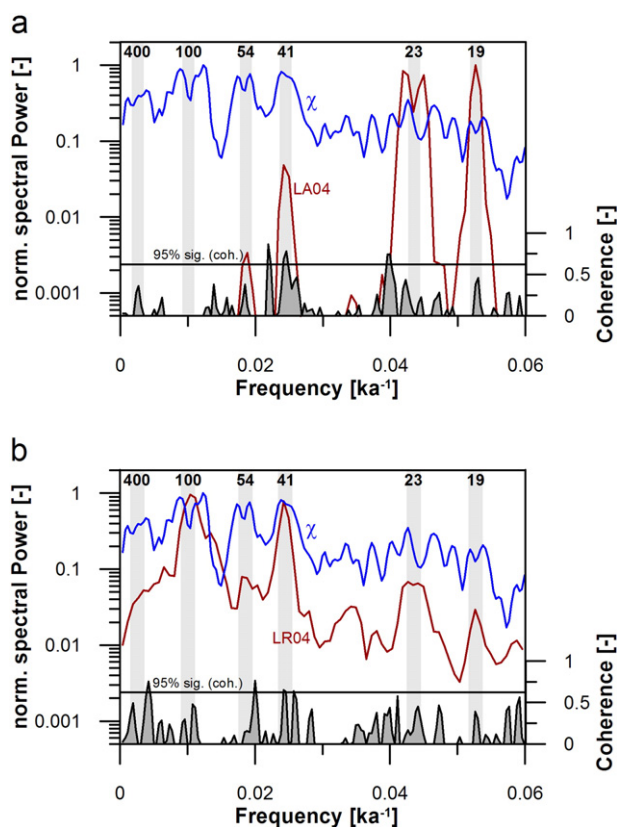 a
400 100 54 41 23 19
norm. spectral Power [-]
1
0.1
0.01
0.001
χ
LA04
95% sig. (coh.)
1
0.5
0
Coherence [-]
0 0.02 0.04 0.06
Frequency [ka-1]
b
400 100 54 41 23 19
norm. spectral Power [-]
1
0.1
0.01
0.001
χ
LR04
95% sig. (coh.)
1
0.5
0
Coherence [-]
0 0.02 0.04 0.06
Frequency [ka-1]